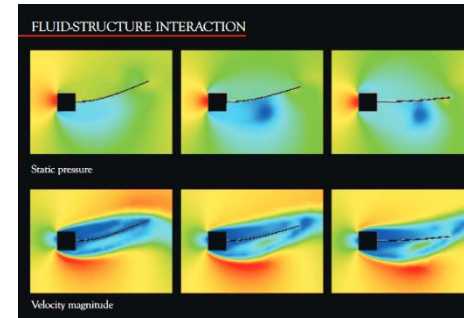 FLUID-STRUCTURE INTERACTION
Static pressure
Velocity magnitude